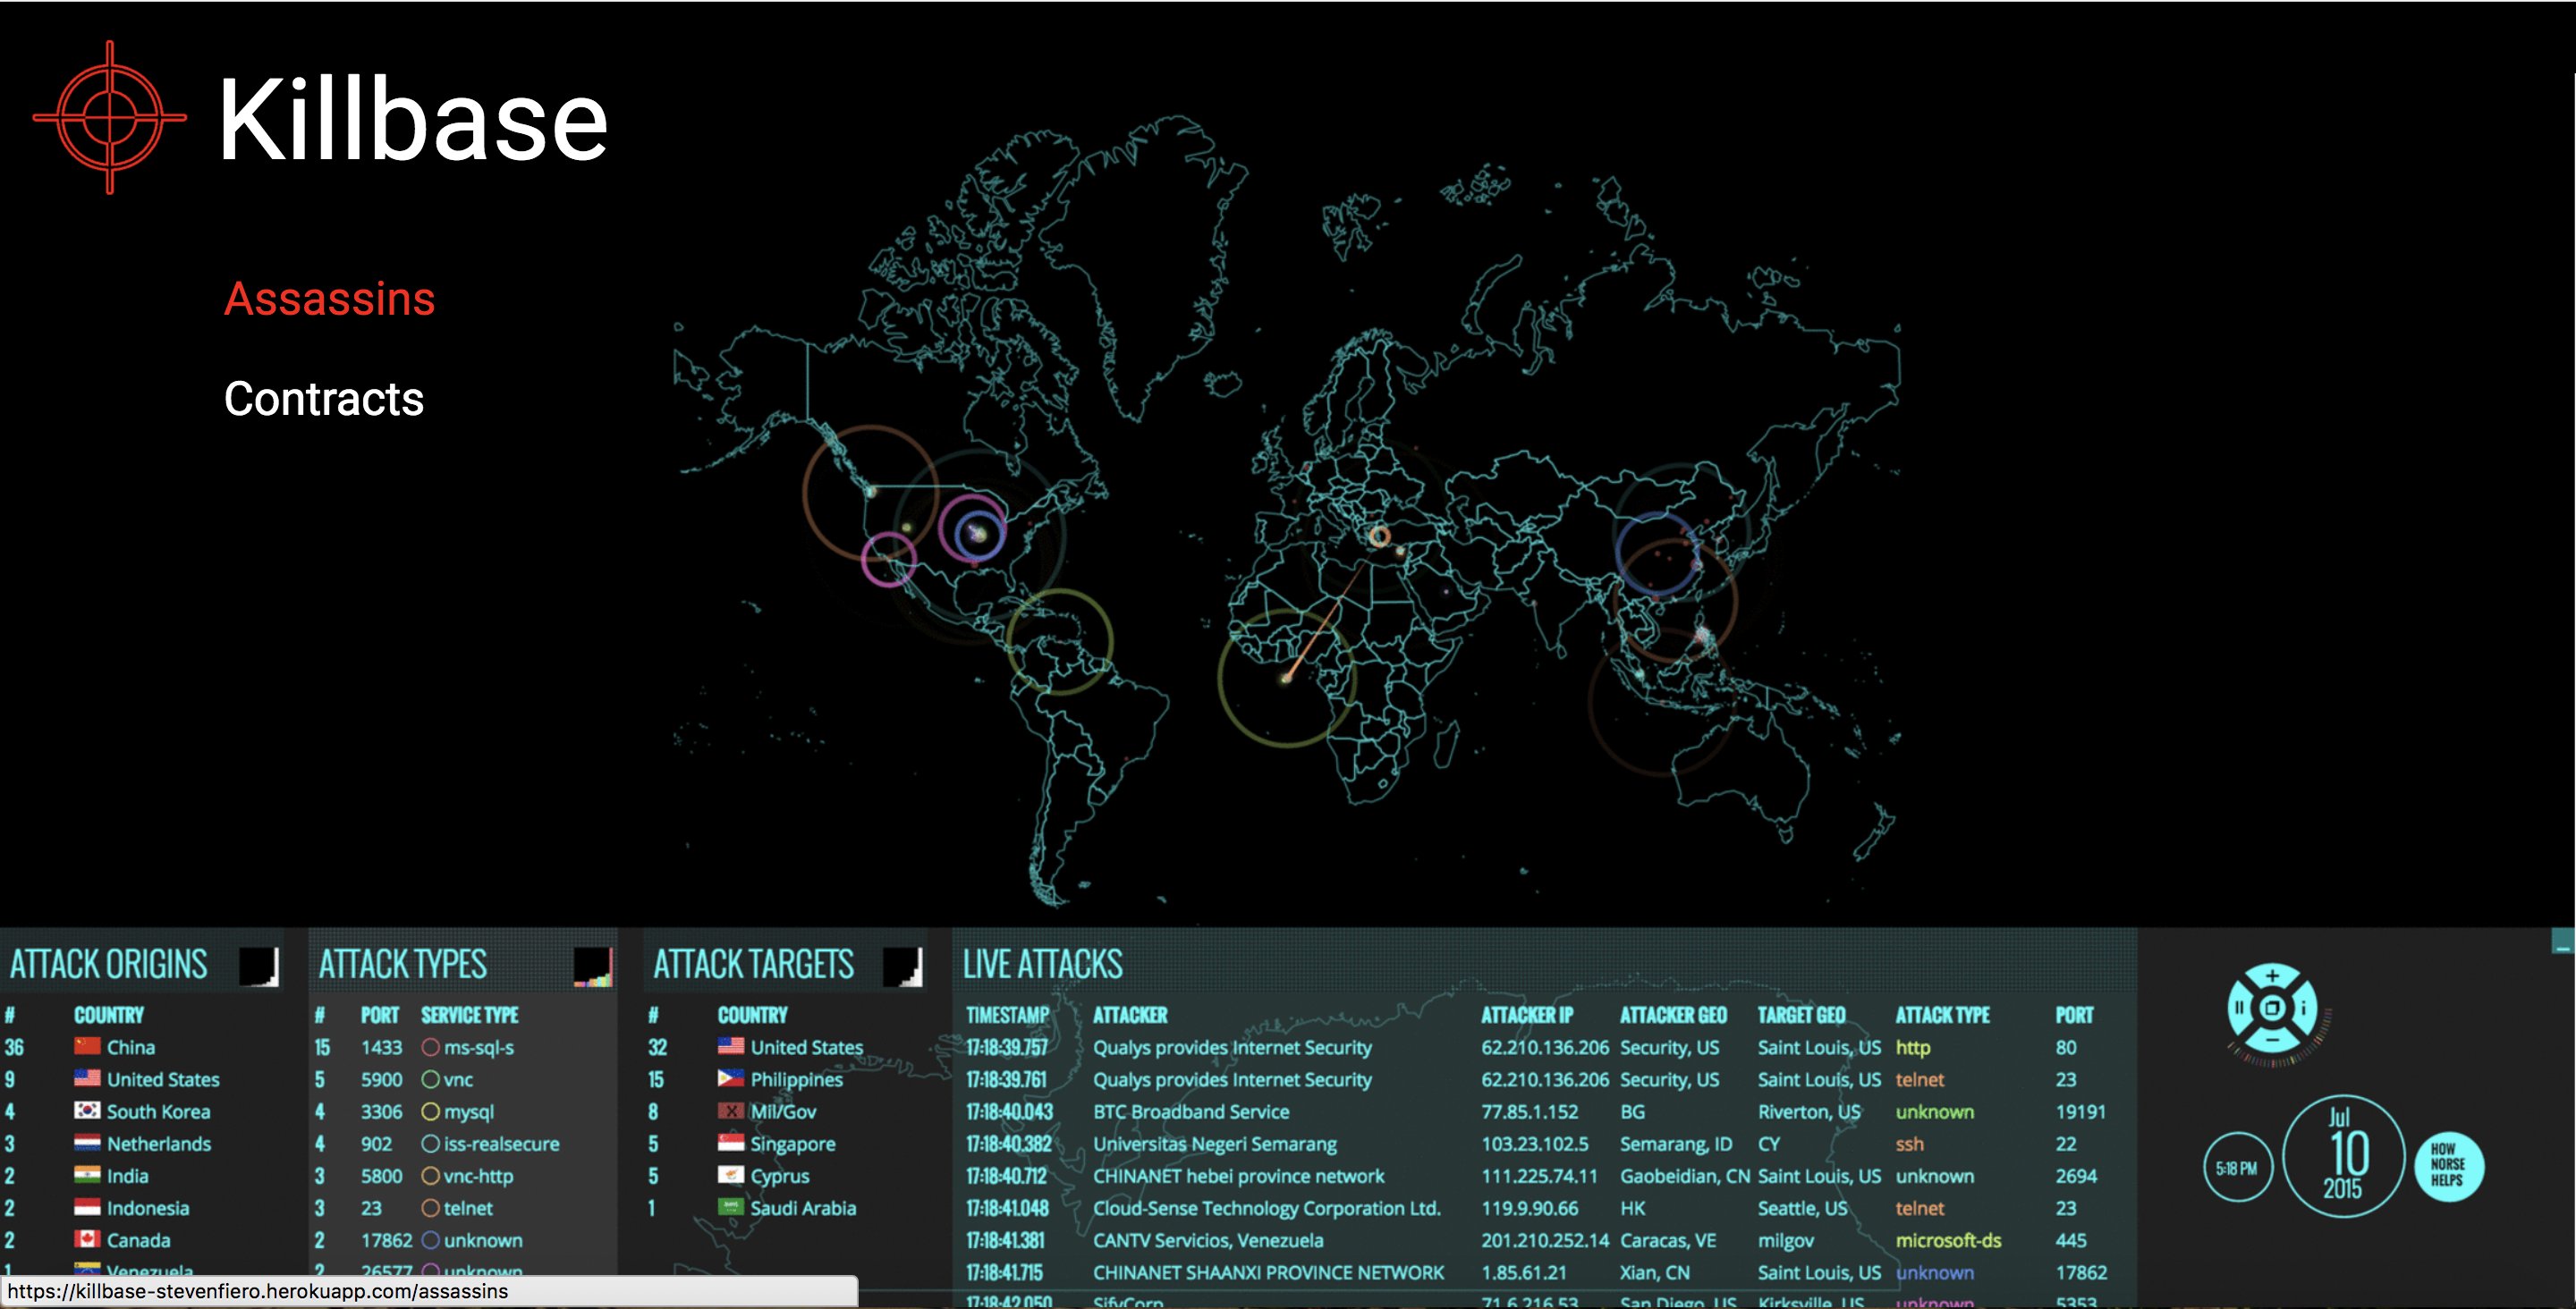 Killbase
Assassins
Contracts
ATTACK ORIGINS
# COUNTRY
36 China
9 United States
4 South Korea
3 Netherlands
2 India
2 Indonesia
2 Canada
1 Venezuela
ATTACK TYPES
# PORT SERVICE TYPE
15 1433 ms-sql-s
5 5900 vnc
4 3306 mysql
4 902 iss-realsecure
3 5800 vnc-http
3 23 telnet
2 17862 unknown
2 26577 unknown
ATTACK TARGETS
# COUNTRY
32 United States
15 Philippines
8 Mil/Gov
5 Singapore
5 Cyprus
1 Saudi Arabia
LIVE ATTACKS
TIMESTAMP ATTACKER ATTACKER IP ATTACKER GEO TARGET GEO ATTACK TYPE PORT
17:18:39.757 Qualys provides Internet Security 62.210.136.206 Security, US Saint Louis, US http 80
17:18:39.761 Qualys provides Internet Security 62.210.136.206 Security, US Saint Louis, US telnet 23
17:18:40.043 BTC Broadband Service 77.85.1.152 BG Riverton, US unknown 19191
17:18:40.382 Universitas Negeri Semarang 103.23.102.5 Semarang, ID CY ssh 22
17:18:40.712 CHINANET hebei province network 111.225.74.11 Gaobeidian, CN Saint Louis, US unknown 2694
17:18:41.048 Cloud-Sense Technology Corporation Ltd. 119.9.90.66 HK Seattle, US telnet 23
17:18:41.381 CANTV Servicios, Venezuela 201.210.252.14 Caracas, VE milgov microsoft-ds 445
17:18:41.715 CHINANET SHAANXI PROVINCE NETWORK 1.85.61.21 Xian, CN Saint Louis, US unknown 17862
17:18:42.050 SifyCorp 71.6.216.53 San Diego, US Kirksville, US unknown 5353
5:18 PM
Jul
10
2015
HOW
NORSE
HELPS
https://killbase-stevenfiero.herokuapp.com/assassins